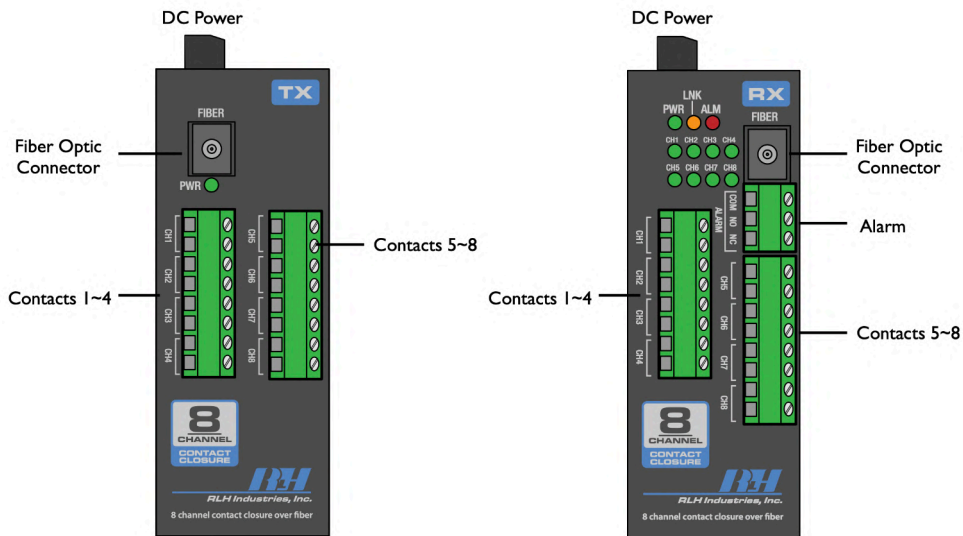 DC Power
TX
FIBER
Fiber Optic
Connector
PWR
CH1
CH2
CH3
CH4
CH5
CH6
CH7
CH8
Contacts 5~8
Contacts 1~4
8
CHANNEL
CONTACT
CLOSURE
RLH
RLH Industries, Inc.
8 channel contact closure over fiber
DC Power
RX
LNK
PWR
ALM
FIBER
CH1 CH2 CH3 CH4
CH5 CH6 CH7 CH8
Fiber Optic
Connector
COM
NO
NC
ALARM
Alarm
CH1
CH2
CH3
CH4
CH5
CH6
CH7
CH8
Contacts 1~4
Contacts 5~8
8
CHANNEL
CONTACT
CLOSURE
RLH
RLH Industries, Inc.
8 channel contact closure over fiber